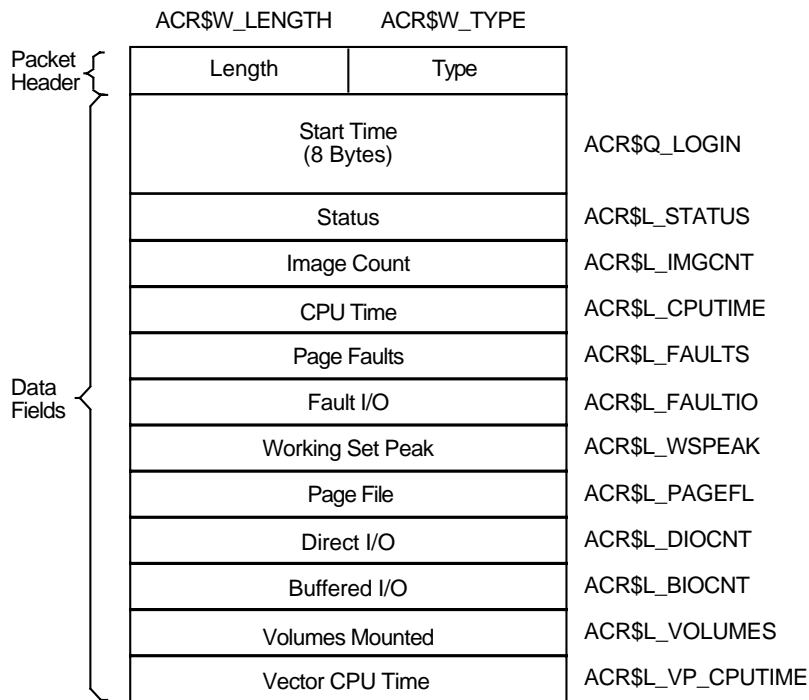 ACR$W_LENGTH ACR$W_TYPE
Packet
Header
Length Type
Start Time
(8 Bytes)
ACR$Q_LOGIN
Status ACR$L_STATUS
Image Count ACR$L_IMGCNT
CPU Time ACR$L_CPUTIME
Page Faults ACR$L_FAULTS
Data
Fields
Fault I/O ACR$L_FAULTIO
Working Set Peak ACR$L_WSPEAK
Page File ACR$L_PAGEFL
Direct I/O ACR$L_DIOCNT
Buffered I/O ACR$L_BIOCNT
Volumes Mounted ACR$L_VOLUMES
Vector CPU Time ACR$L_VP_CPUTIME